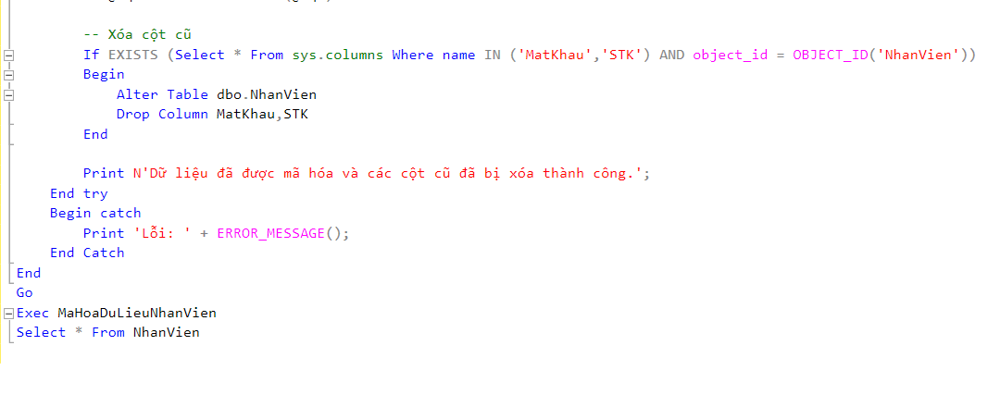 -- Xóa cột cũ
If EXISTS (Select * From sys.columns Where name IN ('MatKhau','STK') AND object_id = OBJECT_ID('NhanVien'))
Begin
Alter Table dbo.NhanVien
Drop Column MatKhau,STK
End
Print N'Dữ liệu đã được mã hóa và các cột cũ đã bị xóa thành công.';
End try
Begin catch
Print 'Lỗi: ' + ERROR_MESSAGE();
End Catch
End
Go
Exec MaHoaDuLieuNhanVien
Select * From NhanVien